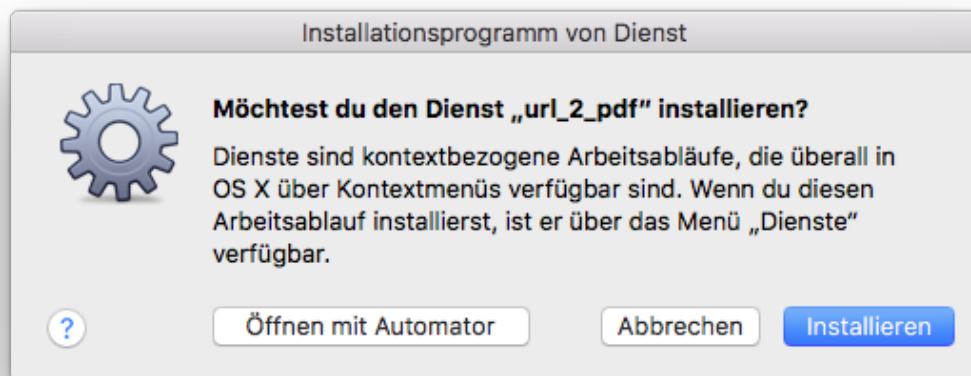 Installationsprogramm von Dienst
Möchtest du den Dienst „url_2_pdf“ installieren?
Dienste sind kontextbezogene Arbeitsabläufe, die überall in
OS X über Kontextmenüs verfügbar sind. Wenn du diesen
Arbeitsablauf installierst, ist er über das Menü „Dienste“
verfügbar.
? Öffnen mit Automator Abbrechen Installieren